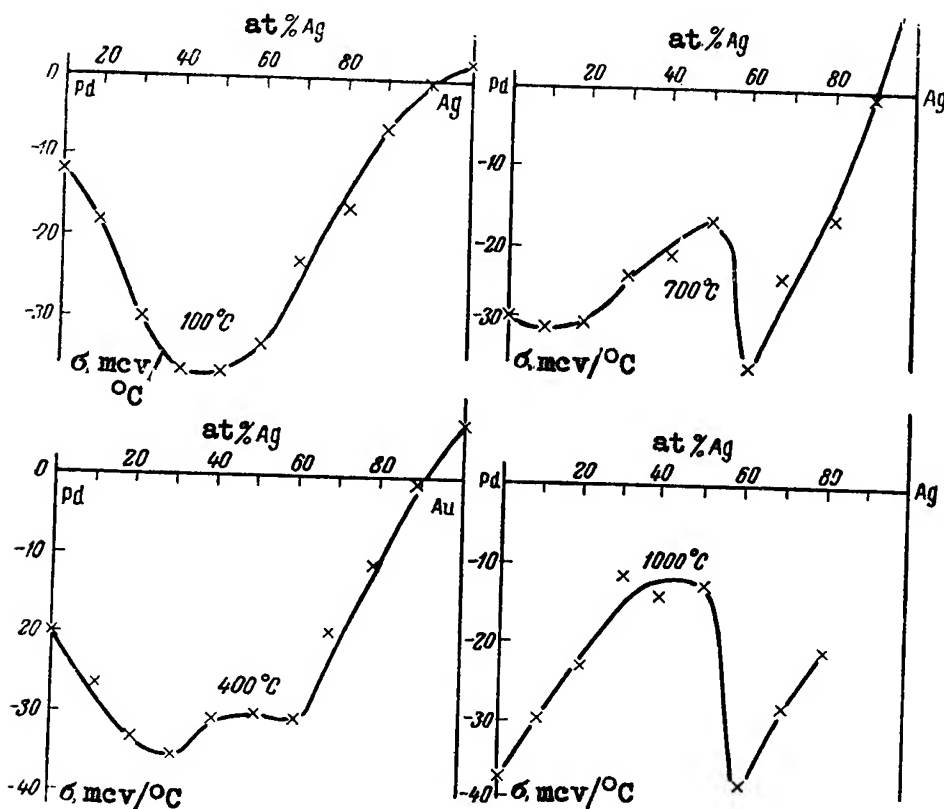 at %Ag
20 40 60 80
0
Pd
Ag
-10
-20
-30
100°C
σ, mcv/
°C
at %Ag
20 40 60 80
Pd
Ag
-10
-20
-30
700°C
σ, mcv/°C
at %Ag
20 40 60 80
0
Pd
Au
-10
20
-30
-40
400°C
σ, mcv/°C
at %Ag
20 40 60 80
Pd
Ag
-10
-20
-30
-40
1000°C
σ, mcv/°C